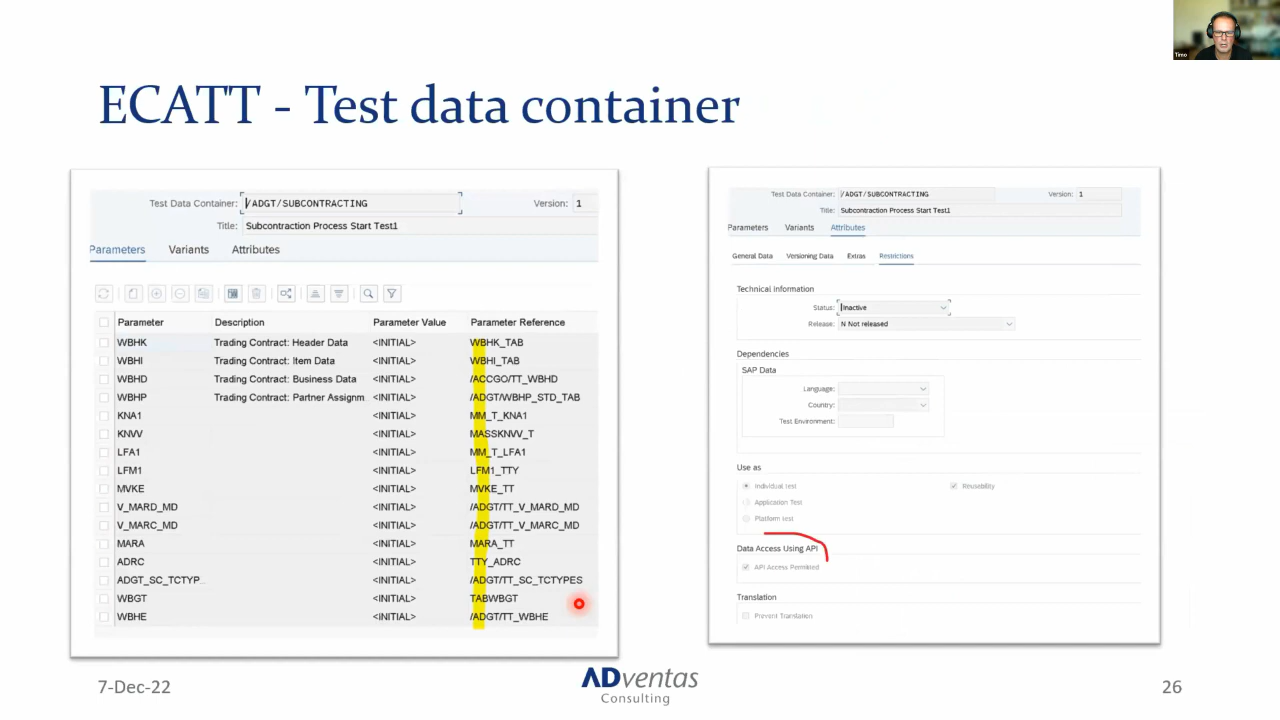 Timo
ECATT - Test data container
Test Data Container: /ADGT/SUBCONTRACTING Version: 1
Title: Subcontraction Process Start Test1
Parameters Variants Attributes
Parameter Description Parameter Value Parameter Reference
WBHK Trading Contract: Header Data <INITIAL> WBHK_TAB
WBHI Trading Contract: Item Data <INITIAL> WBHI_TAB
WBHD Trading Contract: Business Data <INITIAL> /ACCGO/TT_WBHD
WBHP Trading Contract: Partner Assignm <INITIAL> /ADGT/WBHP_STD_TAB
KNA1 <INITIAL> MM_T_KNA1
KNVV <INITIAL> MASSKNVV_T
LFA1 <INITIAL> MM_T_LFA1
LFM1 <INITIAL> LFM1_TTY
MVKE <INITIAL> MVKE_TT
V_MARD_MD <INITIAL> /ADGT/TT_V_MARD_MD
V_MARC_MD <INITIAL> /ADGT/TT_V_MARC_MD
MARA <INITIAL> MARA_TT
ADRC <INITIAL> TTY_ADRC
ADGT_SC_TCTYP... <INITIAL> /ADGT/TT_SC_TCTYPES
WBGT <INITIAL> TABWBGT
WBHE <INITIAL> /ADGT/TT_WBHE
Test Data Container: /ADGT/SUBCONTRACTING Version: 1
Title: Subcontraction Process Start Test1
Parameters Variants Attributes
General Data Versioning Data Extras Restrictions
Technical Information
Status: Inactive
Release: N Not released
Dependencies
SAP Data
Language:
Country:
Test Environment:
Use as
Individual Test Reusability
Application Test
Platform Test
Data Access Using API
API Access Permitted
Translation
Prevent Translation
7-Dec-22
ADventas
Consulting
26